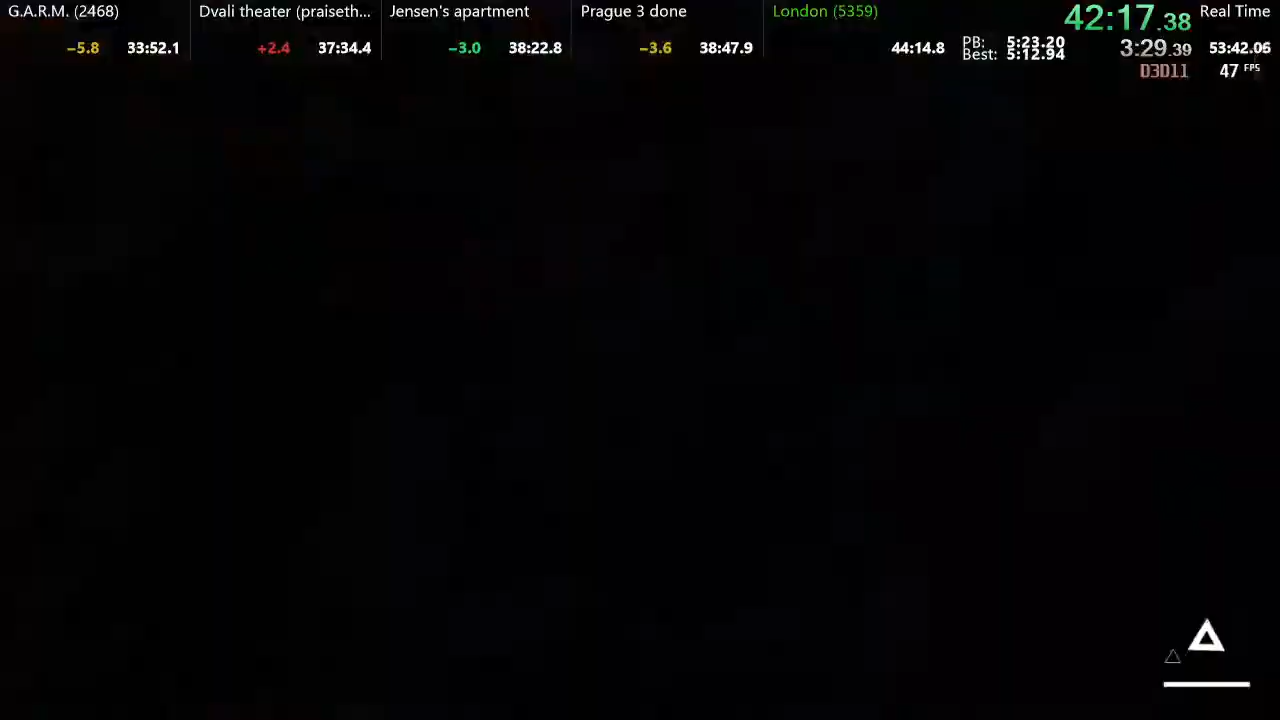 G.A.R.M. (2468)
−5.8 33:52.1
Dvali theater (praiseth...
+2.4 37:34.4
Jensen's apartment
−3.0 38:22.8
Prague 3 done
−3.6 38:47.9
London (5359)
44:14.8
PB: 5:23.20
Best: 5:12.94
42:17.38
3:29.39
Real Time
53:42.06
D3D11 47 FPS